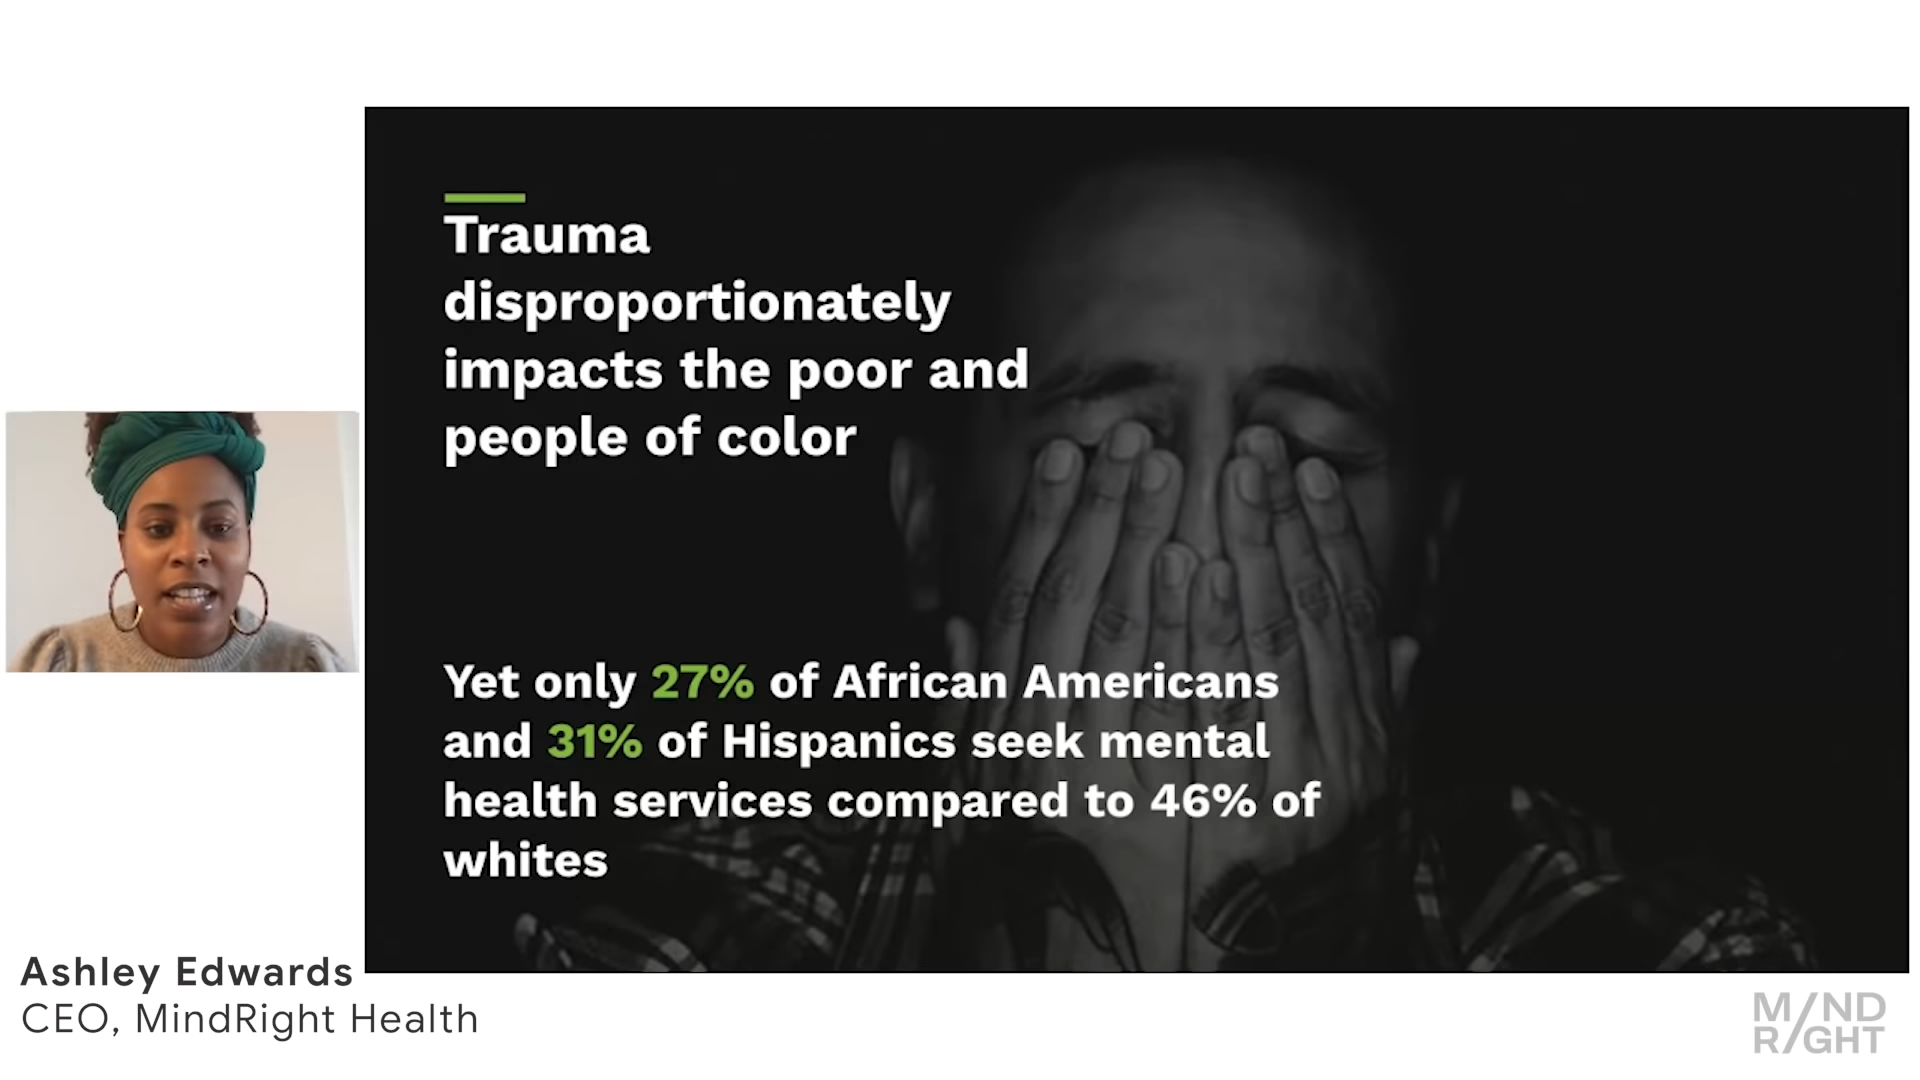 Trauma
disproportionately
impacts the poor and
people of color
Yet only 27% of African Americans
and 31% of Hispanics seek mental
health services compared to 46% of
whites
Ashley Edwards
CEO, MindRight Health
M/ND
R/GHT